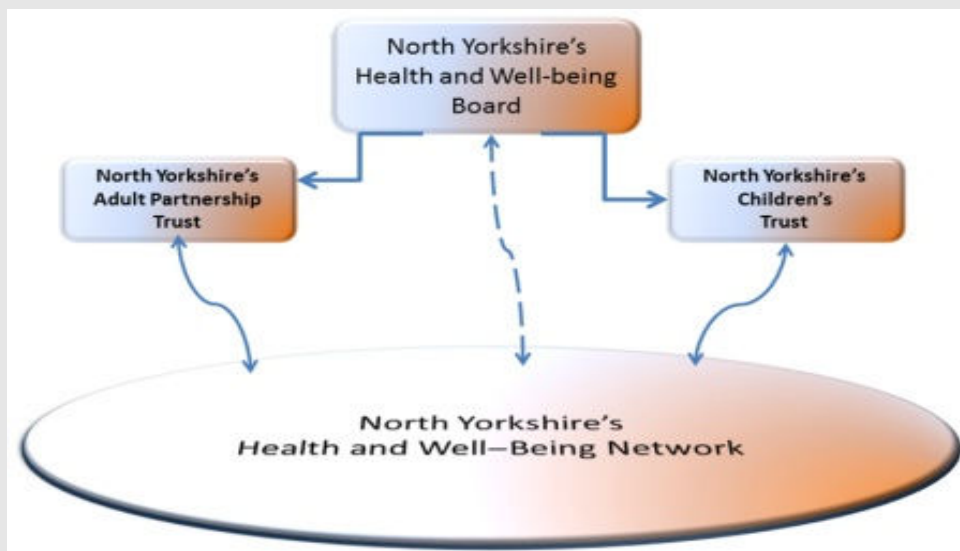 North Yorkshire’s
Health and Well-being
Board
North Yorkshire’s
Adult Partnership
Trust
North Yorkshire’s
Children’s
Trust
North Yorkshire’s
Health and Well–Being Network